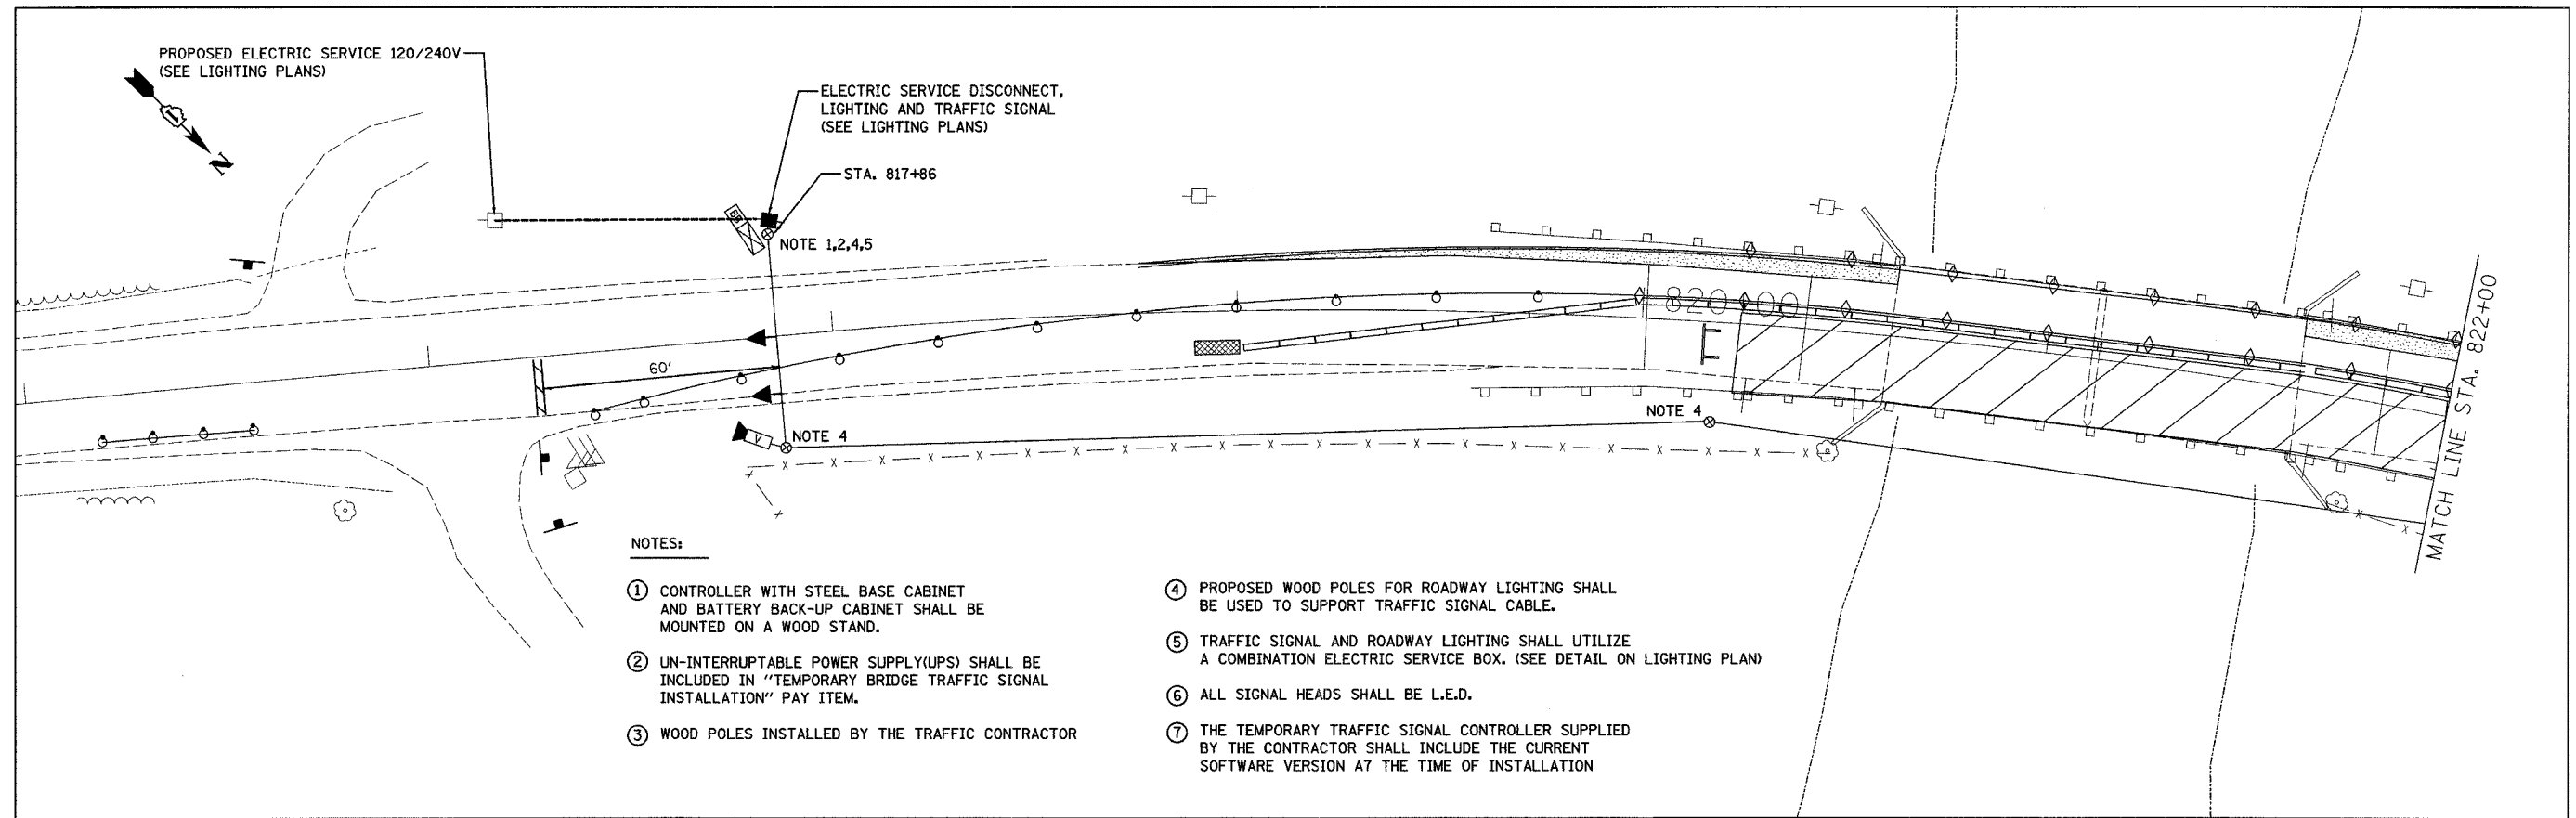 PROPOSED ELECTRIC SERVICE 120/240V
(SEE LIGHTING PLANS)
N
ELECTRIC SERVICE DISCONNECT,
LIGHTING AND TRAFFIC SIGNAL
(SEE LIGHTING PLANS)
STA. 817+86
BB
NOTE 1,2,4,5
820+00
60'
NOTE 4
V
NOTE 4
MATCH LINE STA. 822+00
NOTES:
1 CONTROLLER WITH STEEL BASE CABINET
AND BATTERY BACK-UP CABINET SHALL BE
MOUNTED ON A WOOD STAND.
2 UN-INTERRUPTABLE POWER SUPPLY(UPS) SHALL BE
INCLUDED IN "TEMPORARY BRIDGE TRAFFIC SIGNAL
INSTALLATION" PAY ITEM.
3 WOOD POLES INSTALLED BY THE TRAFFIC CONTRACTOR
4 PROPOSED WOOD POLES FOR ROADWAY LIGHTING SHALL
BE USED TO SUPPORT TRAFFIC SIGNAL CABLE.
5 TRAFFIC SIGNAL AND ROADWAY LIGHTING SHALL UTILIZE
A COMBINATION ELECTRIC SERVICE BOX. (SEE DETAIL ON LIGHTING PLAN)
6 ALL SIGNAL HEADS SHALL BE L.E.D.
7 THE TEMPORARY TRAFFIC SIGNAL CONTROLLER SUPPLIED
BY THE CONTRACTOR SHALL INCLUDE THE CURRENT
SOFTWARE VERSION AT THE TIME OF INSTALLATION